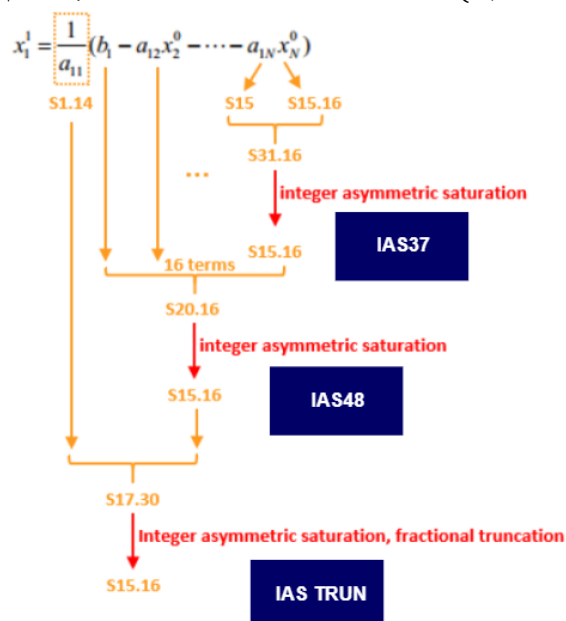 x₁¹ = 1/a₁₁ (b₁ − a₁₂x₂⁰ − ⋯ − a₁ₙxₙ⁰)
S1.14 S15 S15.16
S31.16
...
integer asymmetric saturation
S15.16 IAS37
16 terms
S20.16
integer asymmetric saturation
S15.16 IAS48
S17.30
Integer asymmetric saturation, fractional truncation
S15.16 IAS TRUN